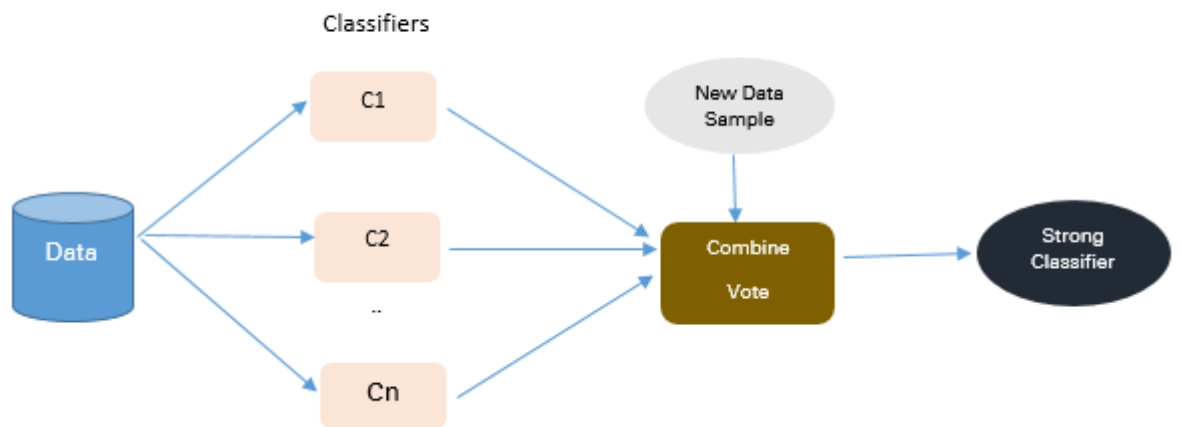 Classifiers
C1
New Data
Sample
Data
C2
..
Combine
Vote
Strong
Classifier
Cn